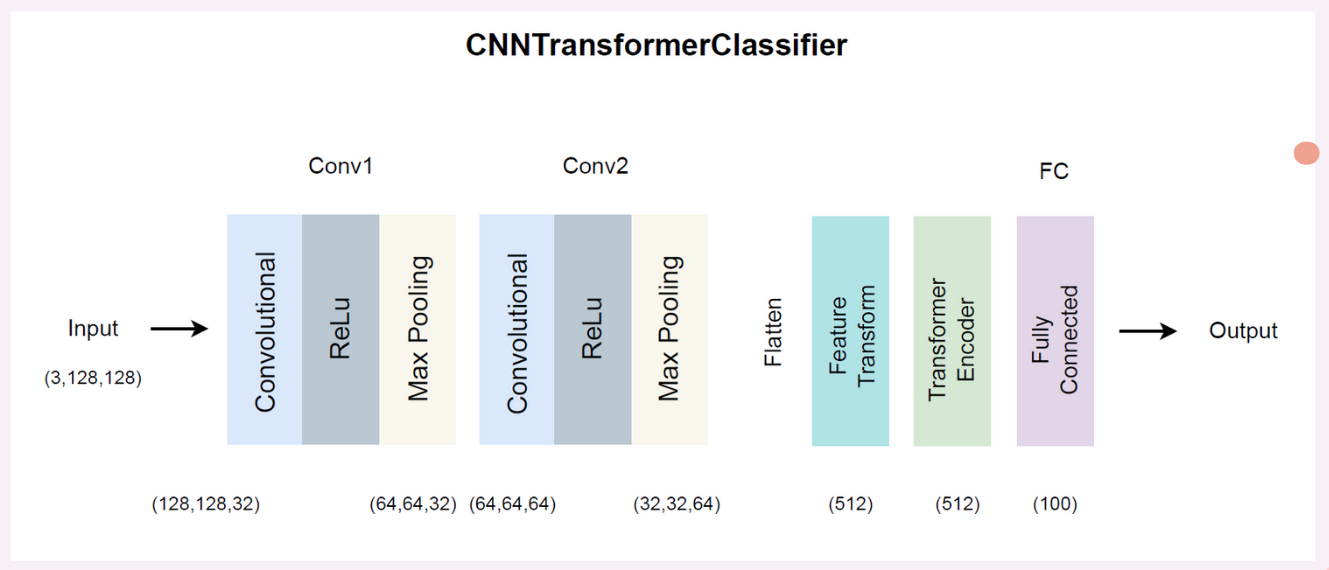 CNNTransformerClassifier
Conv1
Conv2
FC
Input
(3,128,128)
Convolutional
ReLu
Max Pooling
Convolutional
ReLu
Max Pooling
Flatten
Feature
Transform
Transformer
Encoder
Fully
Connected
Output
(128,128,32)
(64,64,32)
(64,64,64)
(32,32,64)
(512)
(512)
(100)